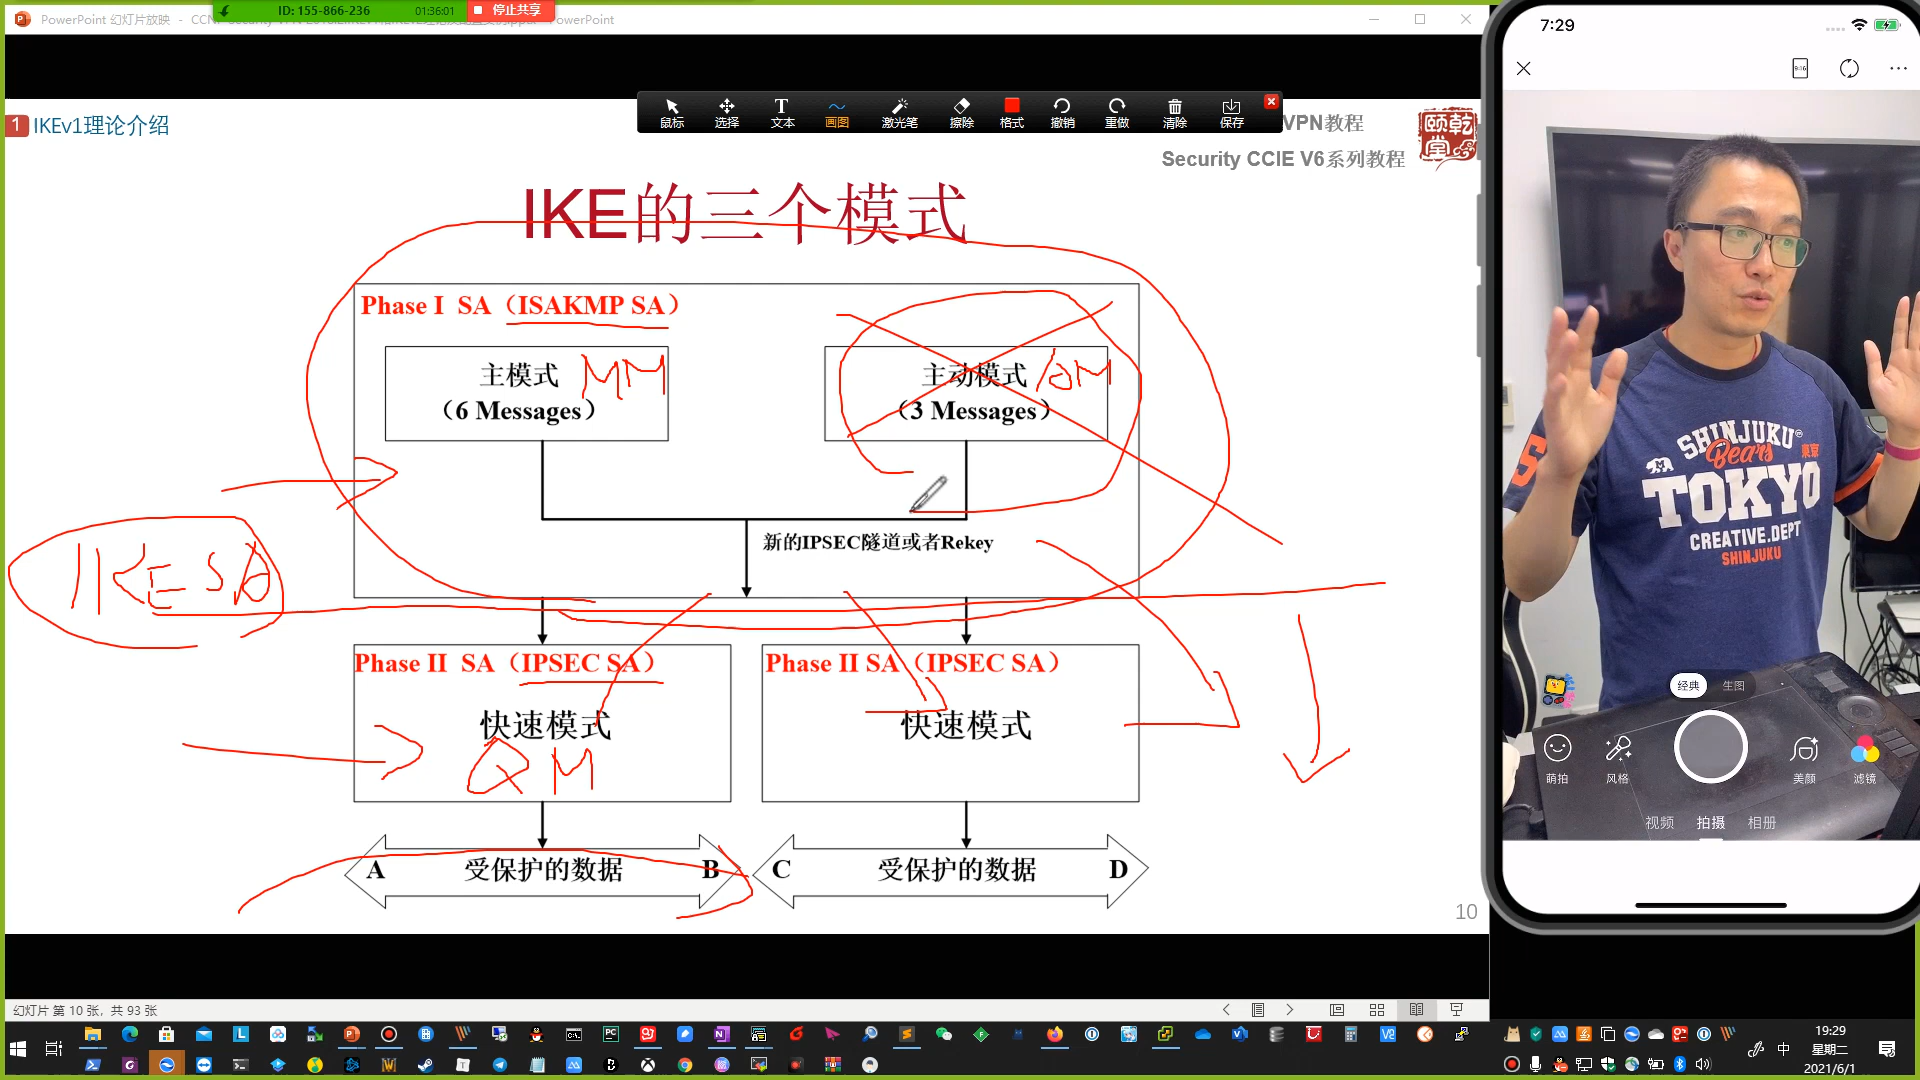 PowerPoint 幻灯片放映
PowerPoint
ID: 155-866-236
01:36:01
停止共享
1
IKEv1理论介绍
鼠标
选择
文本
画图
激光笔
擦除
格式
撤销
重做
清除
保存
VPN教程
Security CCIE V6系列教程
IKE的三个模式
Phase I SA（ISAKMP SA）
主模式
MM
（6 Messages）
主动模式
（3 Messages）
新的IPSEC隧道或者Rekey
IKE SA
Phase II SA（IPSEC SA）
快速模式
QM
Phase II SA（IPSEC SA）
快速模式
A
受保护的数据
B
C
受保护的数据
D
10
幻灯片 第 10 张，共 93 张
7:29
SHINJUKU
Bears
東京
TOKYO
CREATIVE.DEPT
SHINJUKU
经典
生图
萌拍
风格
美颜
滤镜
视频
拍摄
相册
中
19:29
星期二
2021/6/1